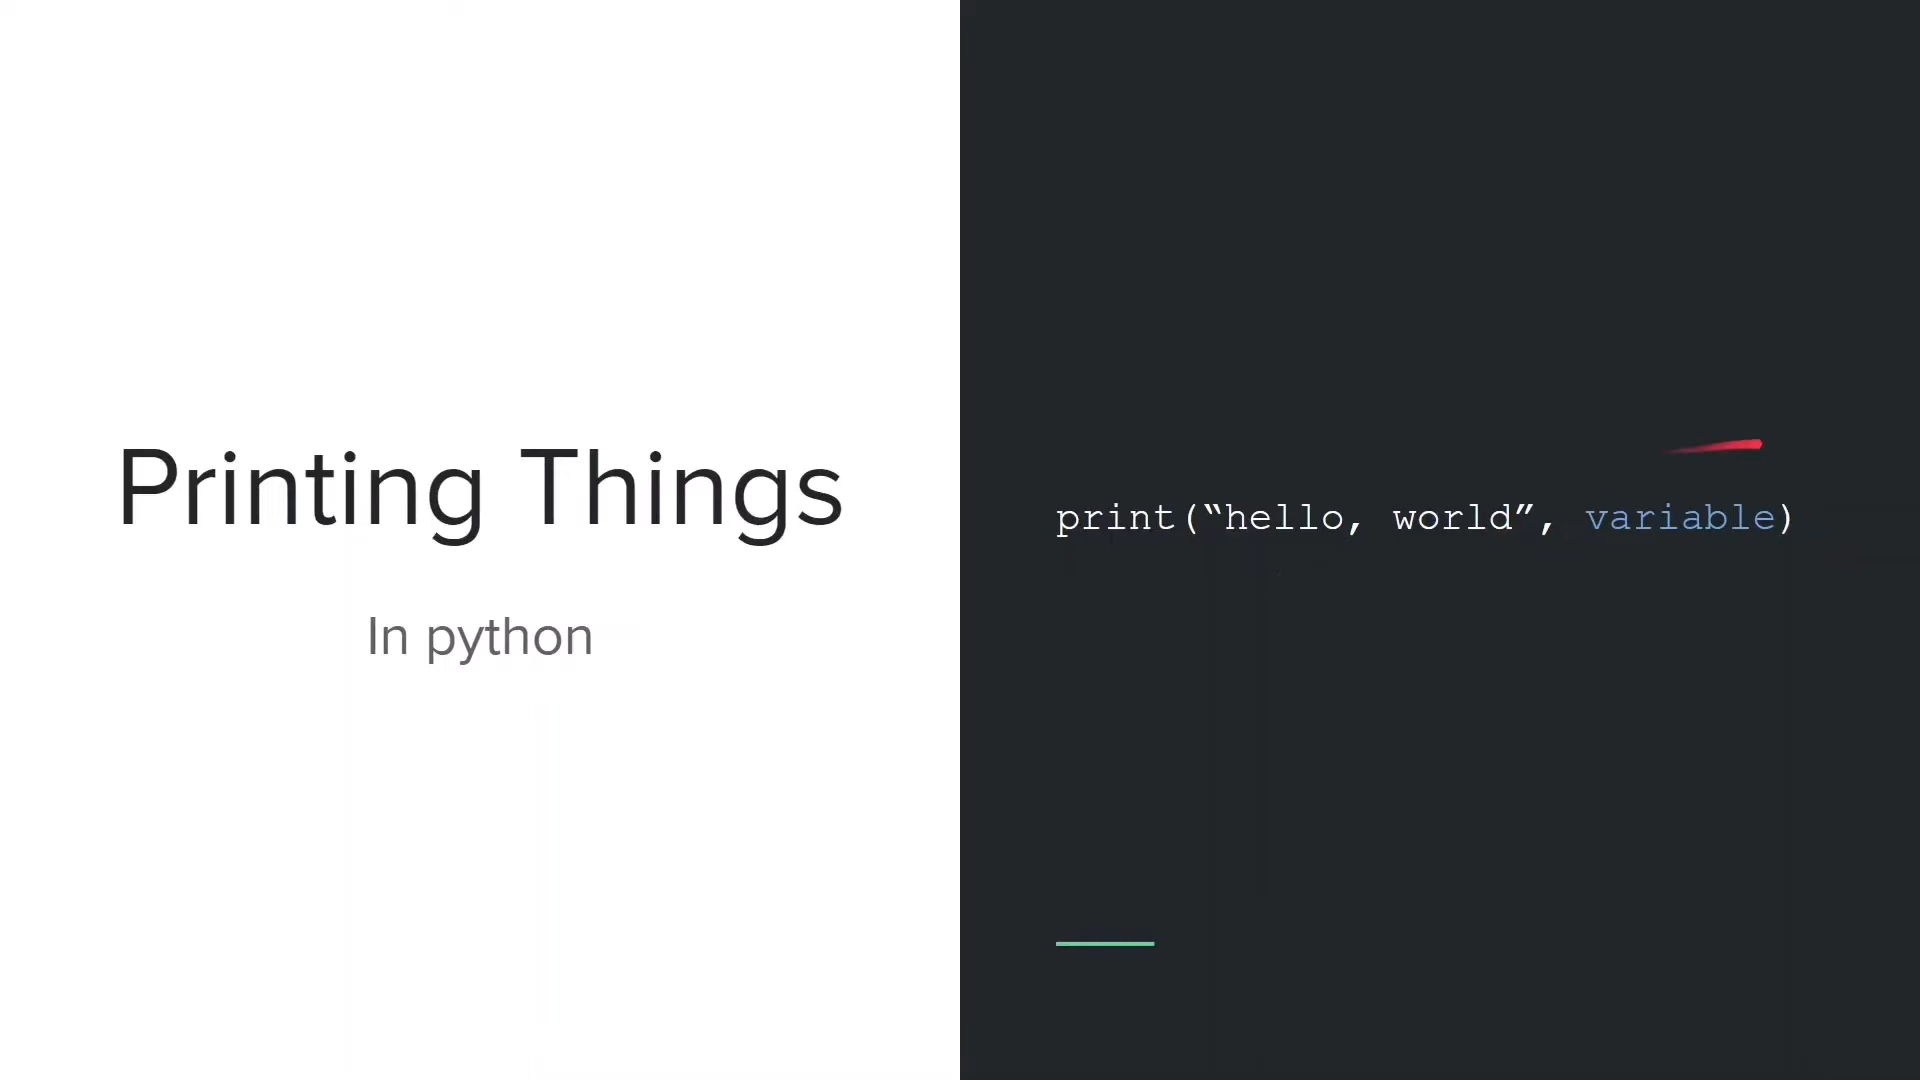 Printing Things
In python
print(“hello, world”, variable)